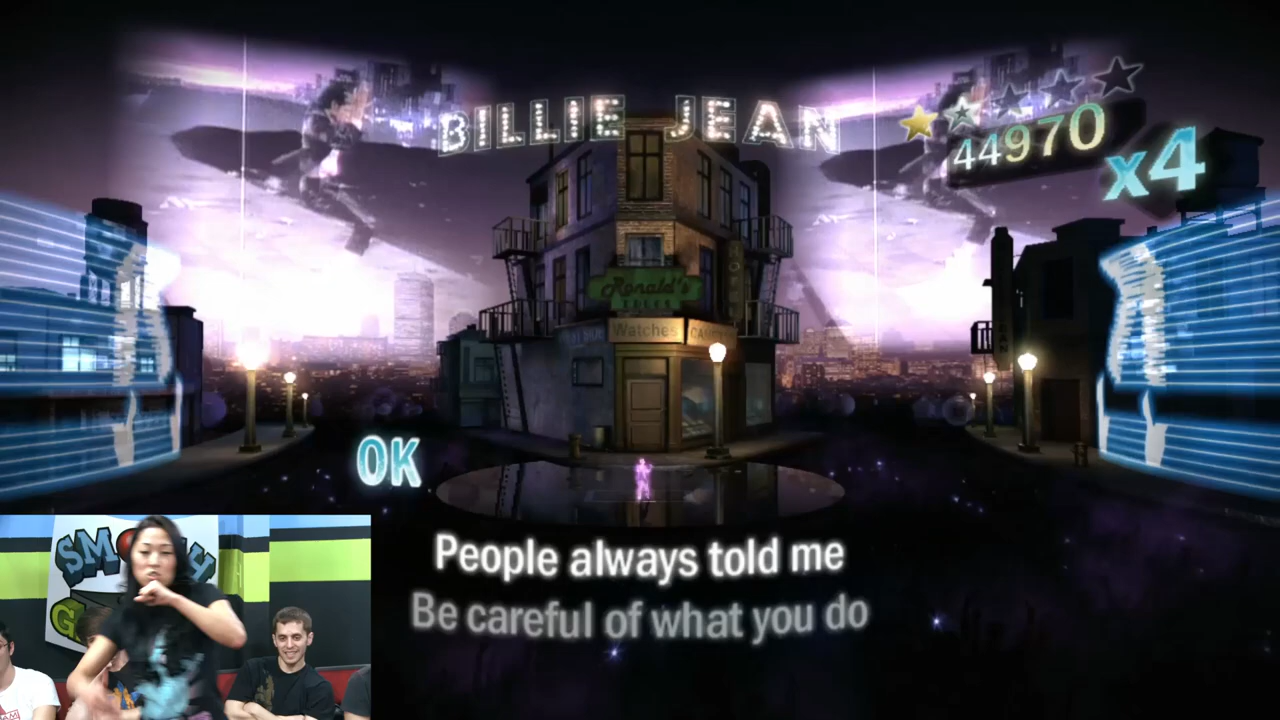 BILLIE JEAN
44970
x4
Ronald's
Watches
OK
People always told me
Be careful of what you do